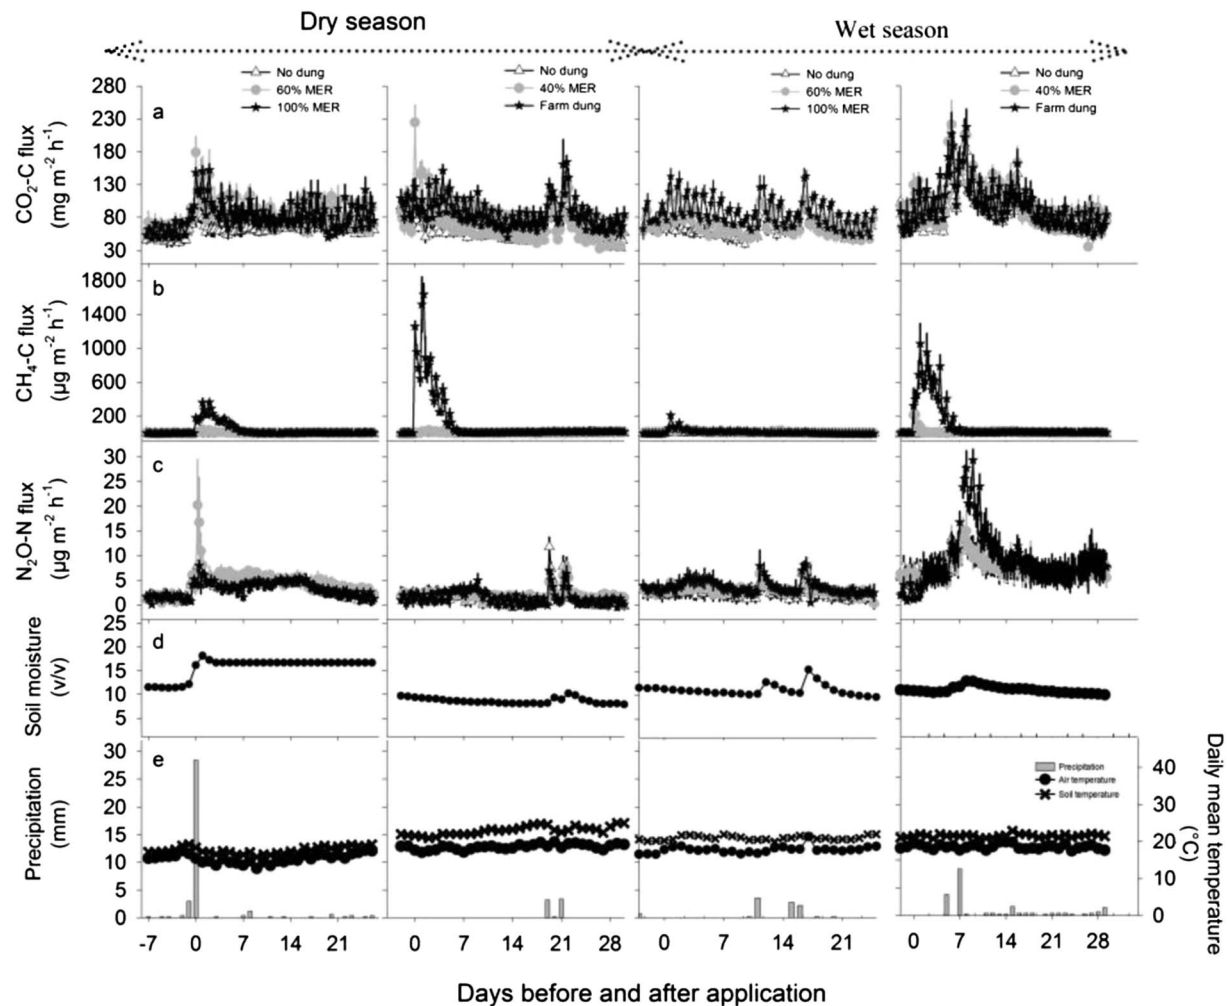 Dry season
Wet season
No dung
60% MER
100% MER
No dung
40% MER
Farm dung
No dung
60% MER
100% MER
No dung
40% MER
Farm dung
a
280
230
180
130
80
30
CO2-C flux
(mg m-2 h-1)
b
1800
1400
1000
600
200
CH4-C flux
(µg m-2 h-1)
c
30
25
20
15
10
5
0
N2O-N flux
(µg m-2 h-1)
d
25
20
15
10
5
Soil moisture
(v/v)
e
30
25
20
15
10
5
0
Precipitation
(mm)
Precipitation
Air temperature
Soil temperature
40
30
20
10
0
Daily mean temperature
(°C)
-7 0 7 14 21
0 7 14 21 28
0 7 14 21
0 7 14 21 28
Days before and after application